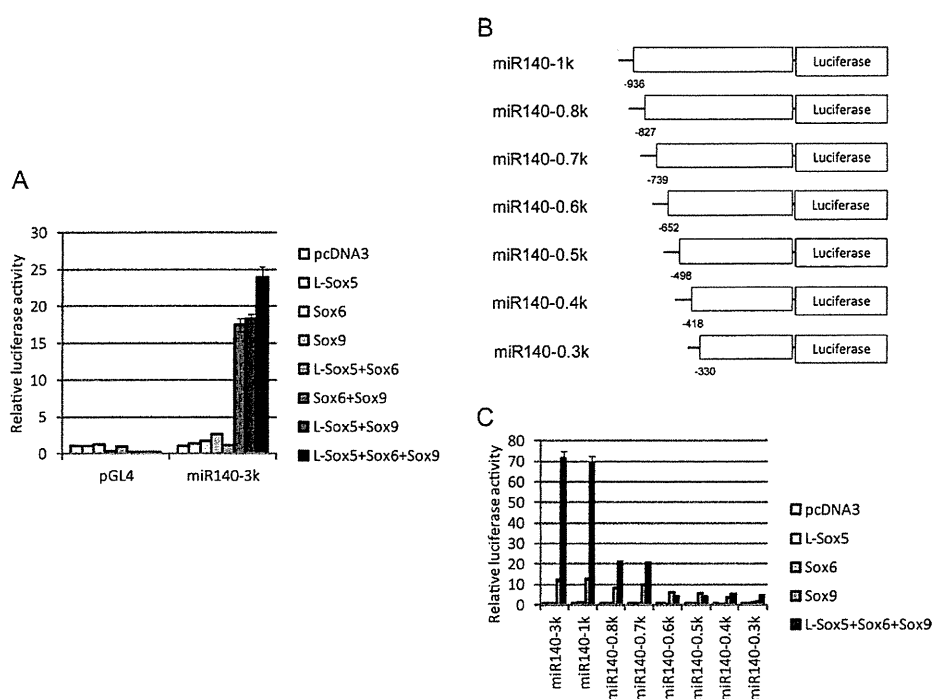 A
Relative luciferase activity
30
25
20
15
10
5
0
pGL4
miR140-3k
pcDNA3
L-Sox5
Sox6
Sox9
L-Sox5+Sox6
Sox6+Sox9
L-Sox5+Sox9
L-Sox5+Sox6+Sox9
B
miR140-1k
Luciferase
-936
miR140-0.8k
Luciferase
-827
miR140-0.7k
Luciferase
-739
miR140-0.6k
Luciferase
-652
miR140-0.5k
Luciferase
-498
miR140-0.4k
Luciferase
-418
miR140-0.3k
Luciferase
-330
C
Relative luciferase activity
80
70
60
50
40
30
20
10
0
miR140-3k
miR140-1k
miR140-0.8k
miR140-0.7k
miR140-0.6k
miR140-0.5k
miR140-0.4k
miR140-0.3k
pcDNA3
L-Sox5
Sox6
Sox9
L-Sox5+Sox6+Sox9